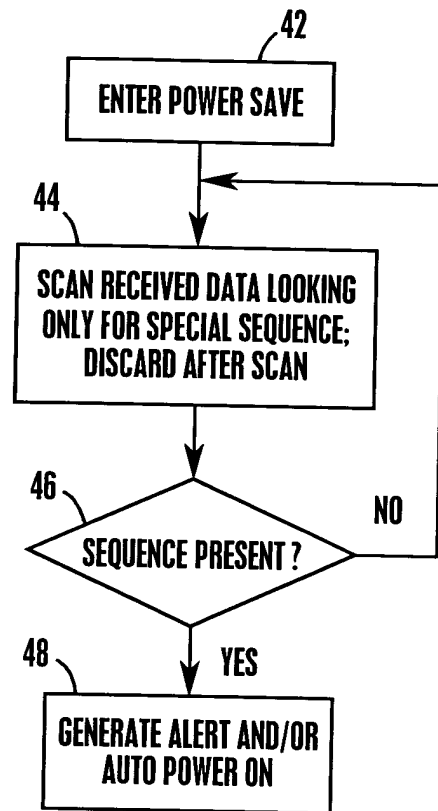 42
ENTER POWER SAVE
44
SCAN RECEIVED DATA LOOKING
ONLY FOR SPECIAL SEQUENCE;
DISCARD AFTER SCAN
46
SEQUENCE PRESENT ?
NO
YES
48
GENERATE ALERT AND/OR
AUTO POWER ON